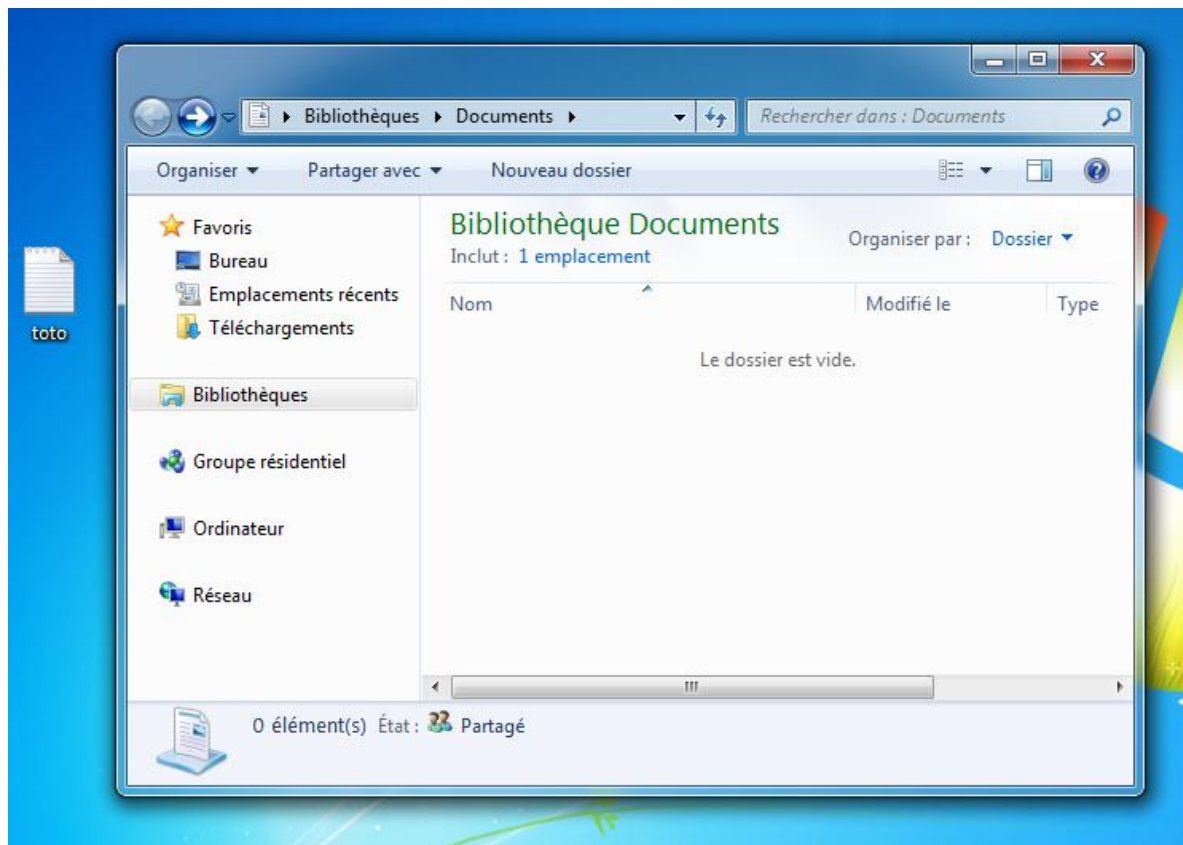 Bibliothèques Documents
Rechercher dans : Documents
Organiser Partager avec Nouveau dossier
toto
Favoris
Bureau
Emplacements récents
Téléchargements
Bibliothèques
Groupe résidentiel
Ordinateur
Réseau
Bibliothèque Documents
Inclut : 1 emplacement
Organiser par : Dossier
Nom Modifié le Type
Le dossier est vide.
0 élément(s) État : Partagé